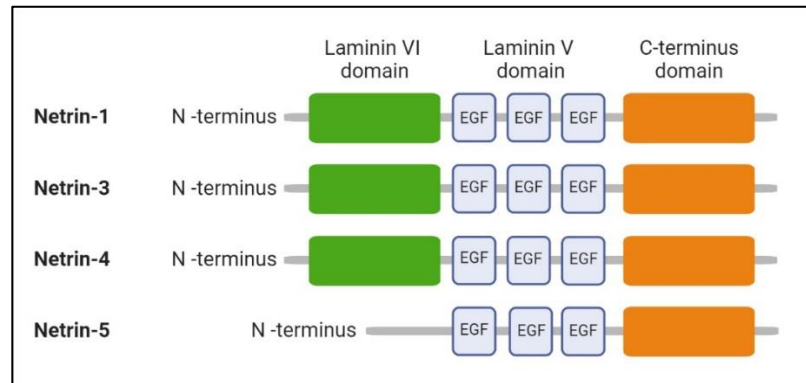 Laminin VI domain
Laminin V domain
C-terminus domain
Netrin-1 N -terminus EGF EGF EGF
Netrin-3 N -terminus EGF EGF EGF
Netrin-4 N -terminus EGF EGF EGF
Netrin-5 N -terminus EGF EGF EGF